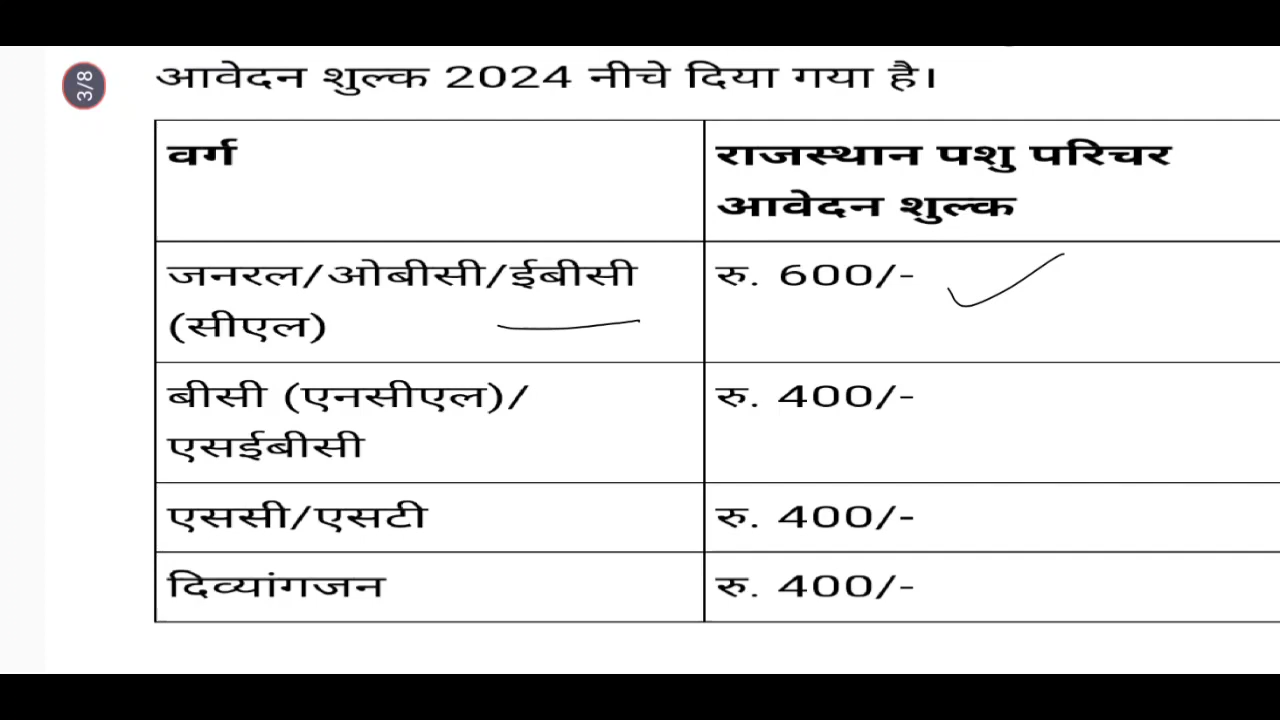 3/8
आवेदन शुल्क 2024 नीचे दिया गया है।
वर्ग
राजस्थान पशु परिचर
आवेदन शुल्क
जनरल/ओबीसी/ईबीसी
(सीएल)
रु. 600/-
बीसी (एनसीएल)/
एसईबीसी
रु. 400/-
एससी/एसटी
रु. 400/-
दिव्यांगजन
रु. 400/-